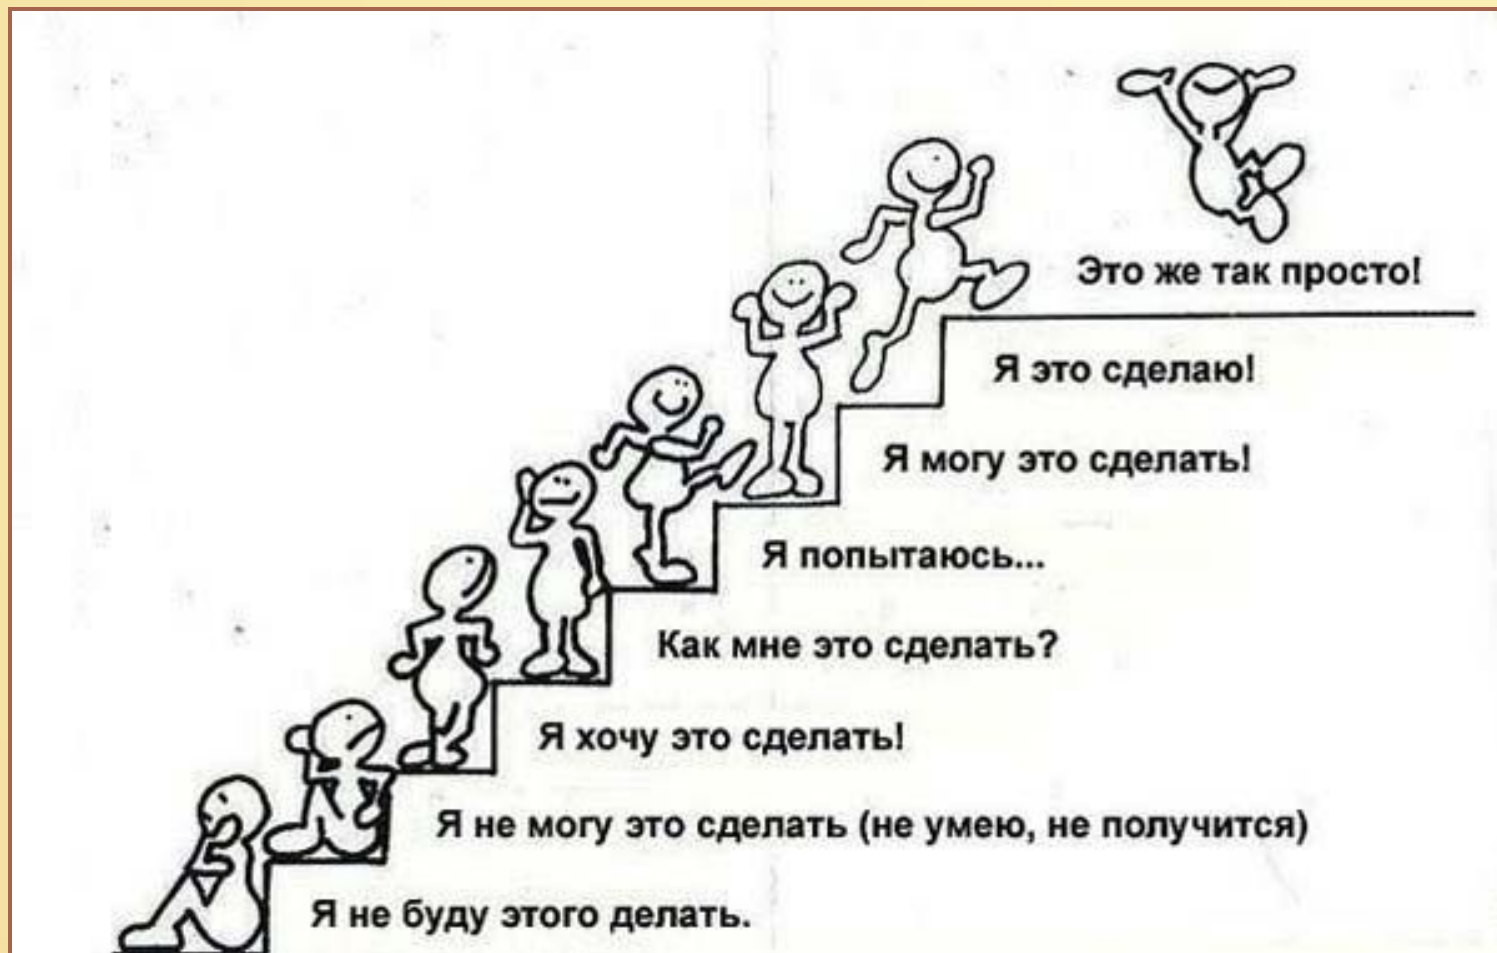 Это же так просто!
Я это сделаю!
Я могу это сделать!
Я попытаюсь...
Как мне это сделать?
Я хочу это сделать!
Я не могу это сделать (не умею, не получится)
Я не буду этого делать.